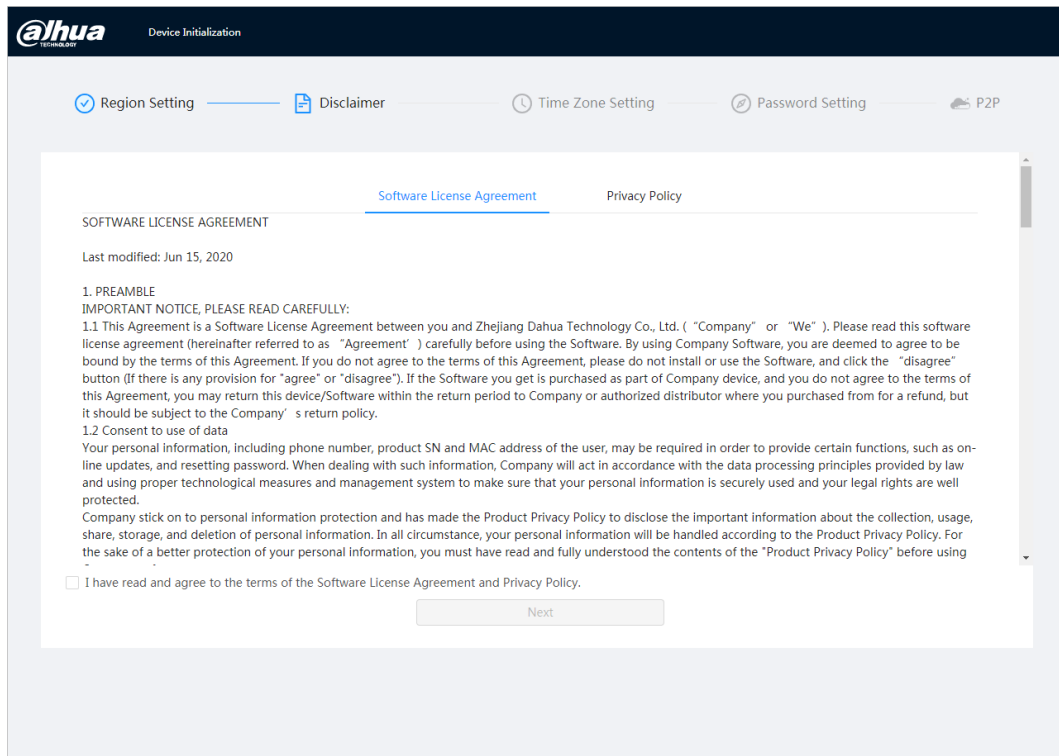 alhua
TECHNOLOGY
Device Initialization
Region Setting
Disclaimer
Time Zone Setting
Password Setting
P2P
Software License Agreement
Privacy Policy
SOFTWARE LICENSE AGREEMENT
Last modified: Jun 15, 2020
1. PREAMBLE
IMPORTANT NOTICE, PLEASE READ CAREFULLY:
1.1 This Agreement is a Software License Agreement between you and Zhejiang Dahua Technology Co., Ltd. ( “Company” or “We” ). Please read this software
license agreement (hereinafter referred to as “Agreement’ ) carefully before using the Software. By using Company Software, you are deemed to agree to be
bound by the terms of this Agreement. If you do not agree to the terms of this Agreement, please do not install or use the Software, and click the “disagree”
button (If there is any provision for "agree" or "disagree"). If the Software you get is purchased as part of Company device, and you do not agree to the terms of
this Agreement, you may return this device/Software within the return period to Company or authorized distributor where you purchased from for a refund, but
it should be subject to the Company’ s return policy.
1.2 Consent to use of data
Your personal information, including phone number, product SN and MAC address of the user, may be required in order to provide certain functions, such as on-
line updates, and resetting password. When dealing with such information, Company will act in accordance with the data processing principles provided by law
and using proper technological measures and management system to make sure that your personal information is securely used and your legal rights are well
protected.
Company stick on to personal information protection and has made the Product Privacy Policy to disclose the important information about the collection, usage,
share, storage, and deletion of personal information. In all circumstance, your personal information will be handled according to the Product Privacy Policy. For
the sake of a better protection of your personal information, you must have read and fully understood the contents of the "Product Privacy Policy" before using
I have read and agree to the terms of the Software License Agreement and Privacy Policy.
Next